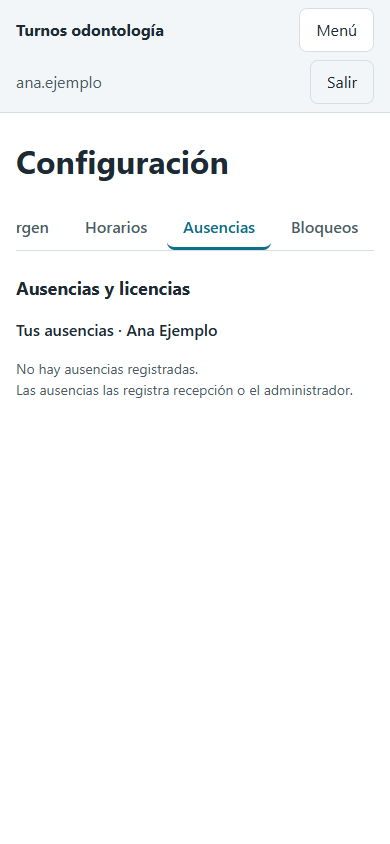 Turnos odontología
Menú
ana.ejemplo
Salir
Configuración
rgen Horarios Ausencias Bloqueos
Ausencias y licencias
Tus ausencias · Ana Ejemplo
No hay ausencias registradas.
Las ausencias las registra recepción o el administrador.